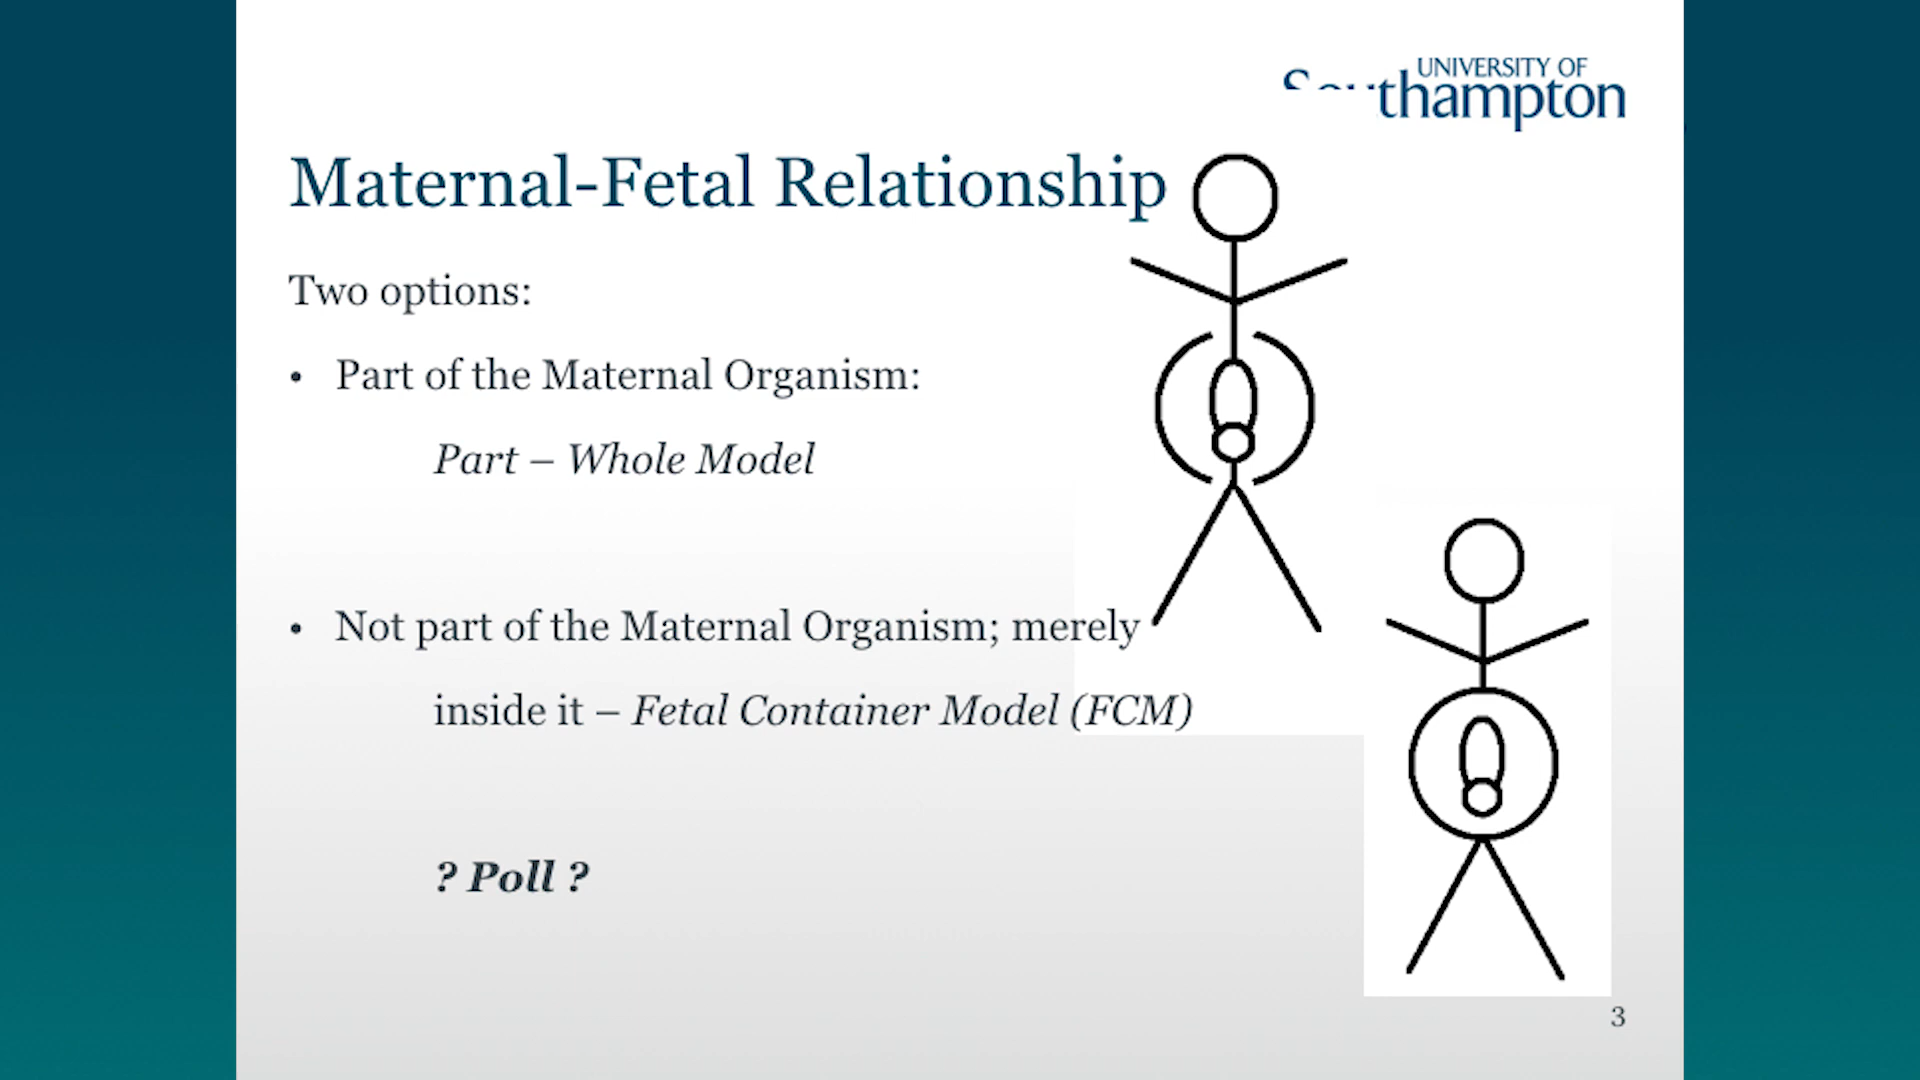 UNIVERSITY OF
Southampton
Maternal-Fetal Relationship
Two options:
• Part of the Maternal Organism:
Part – Whole Model
• Not part of the Maternal Organism; merely
inside it – Fetal Container Model (FCM)
? Poll ?
3